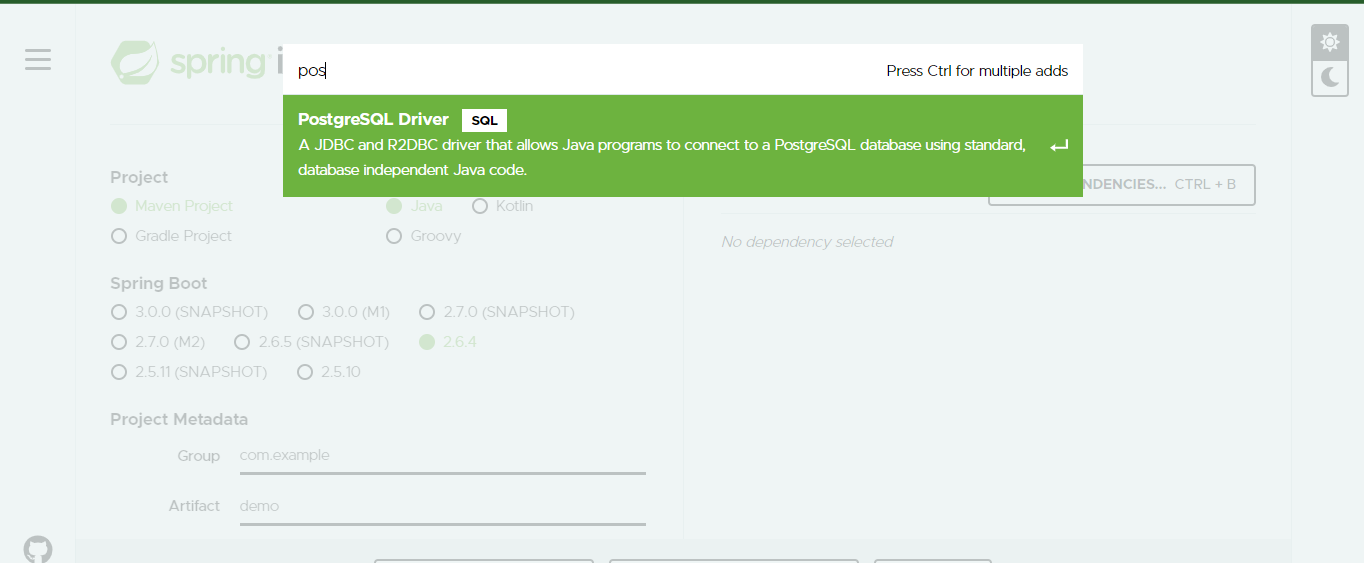 spring i
pos
Press Ctrl for multiple adds
PostgreSQL Driver SQL
A JDBC and R2DBC driver that allows Java programs to connect to a PostgreSQL database using standard,
database independent Java code.
Project
Maven Project
Java
Kotlin
Gradle Project
Groovy
NDENCIES... CTRL + B
No dependency selected
Spring Boot
3.0.0 (SNAPSHOT)
3.0.0 (M1)
2.7.0 (SNAPSHOT)
2.7.0 (M2)
2.6.5 (SNAPSHOT)
2.6.4
2.5.11 (SNAPSHOT)
2.5.10
Project Metadata
Group com.example
Artifact demo